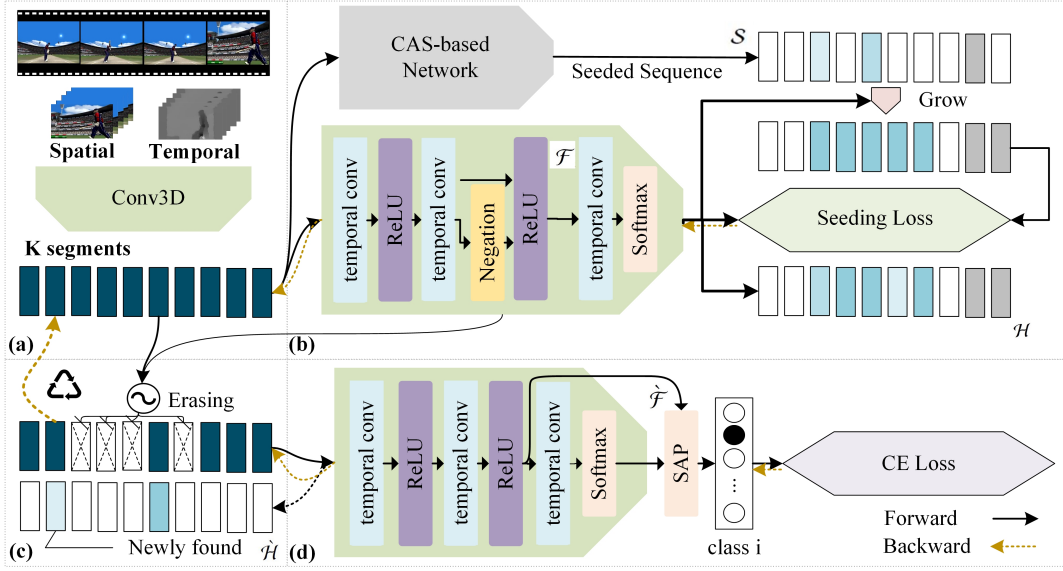 Spatial
Temporal
Conv3D
K segments
(a)
CAS-based
Network
Seeded Sequence
S
Grow
temporal conv
ReLU
temporal conv
Negation
ReLU
F
temporal conv
Softmax
Seeding Loss
H
(b)
Erasing
Newly found
H̀
(c)
temporal conv
ReLU
temporal conv
ReLU
temporal conv
Softmax
F̀
SAP
...
class i
CE Loss
Forward
Backward
(d)